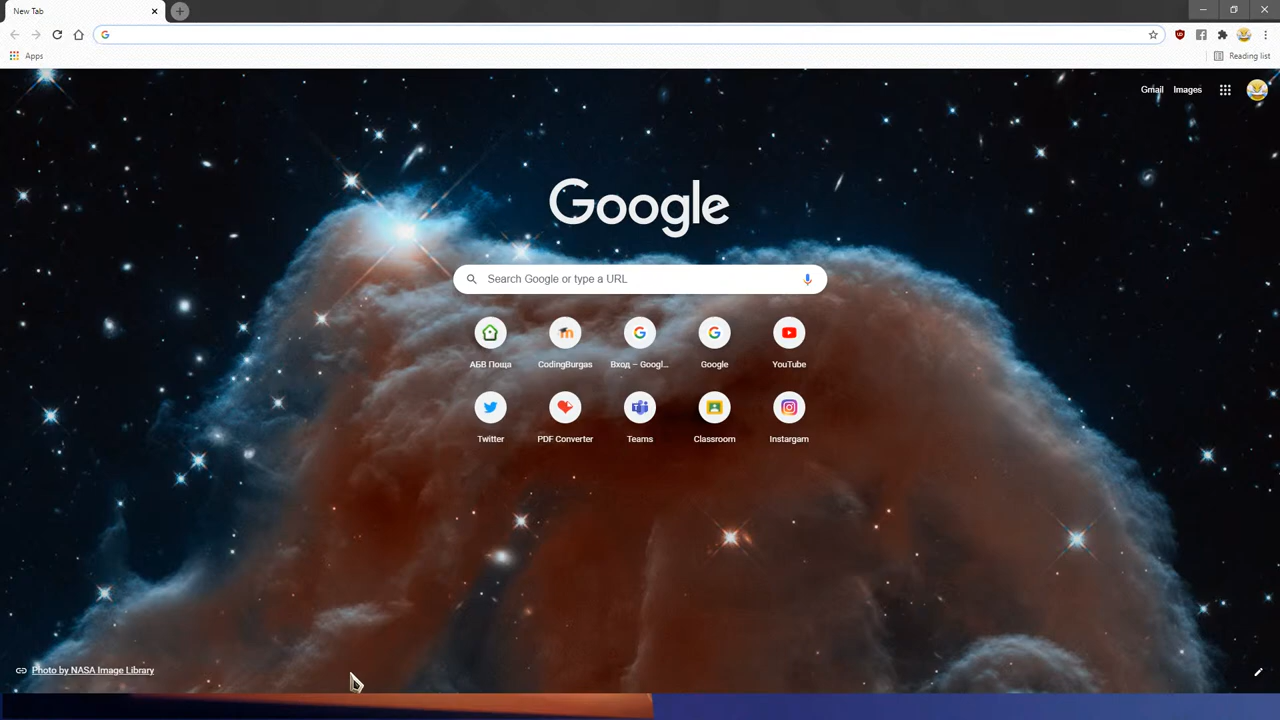 New Tab
Apps
Reading list
Gmail Images
Google
Search Google or type a URL
АБВ Поща
CodingBurgas
Вход – Googl...
Google
YouTube
Twitter
PDF Converter
Teams
Classroom
Instargam
Photo by NASA Image Library